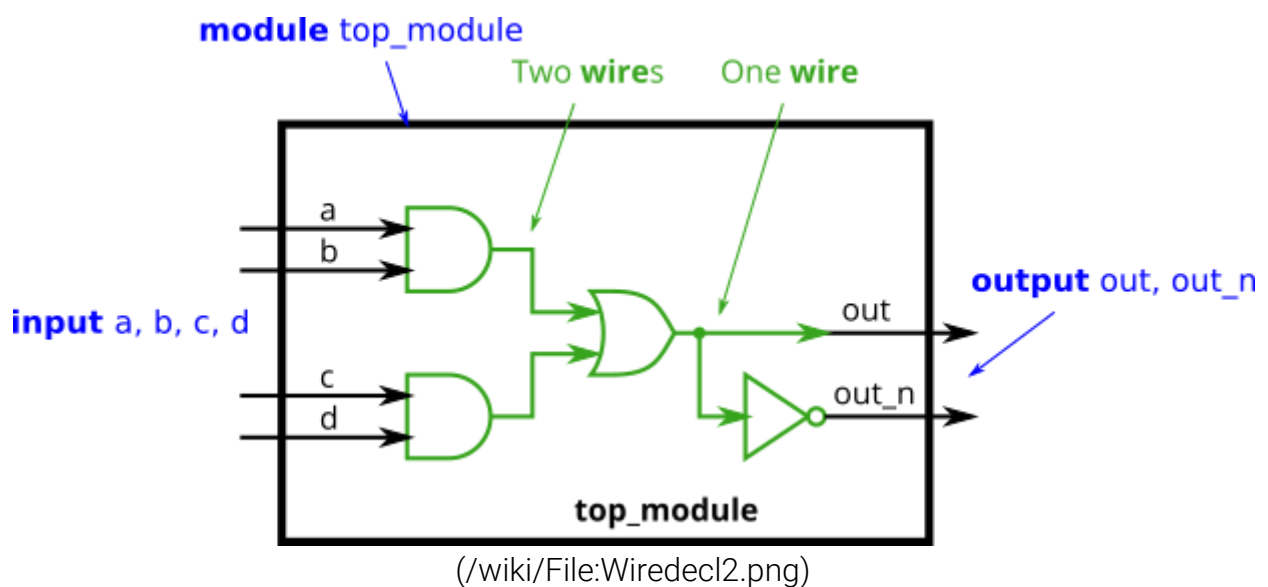 module top_module
Two wires
One wire
a
b
input a, b, c, d
output out, out_n
out
c
d
out_n
top_module
(/wiki/File:Wiredecl2.png)